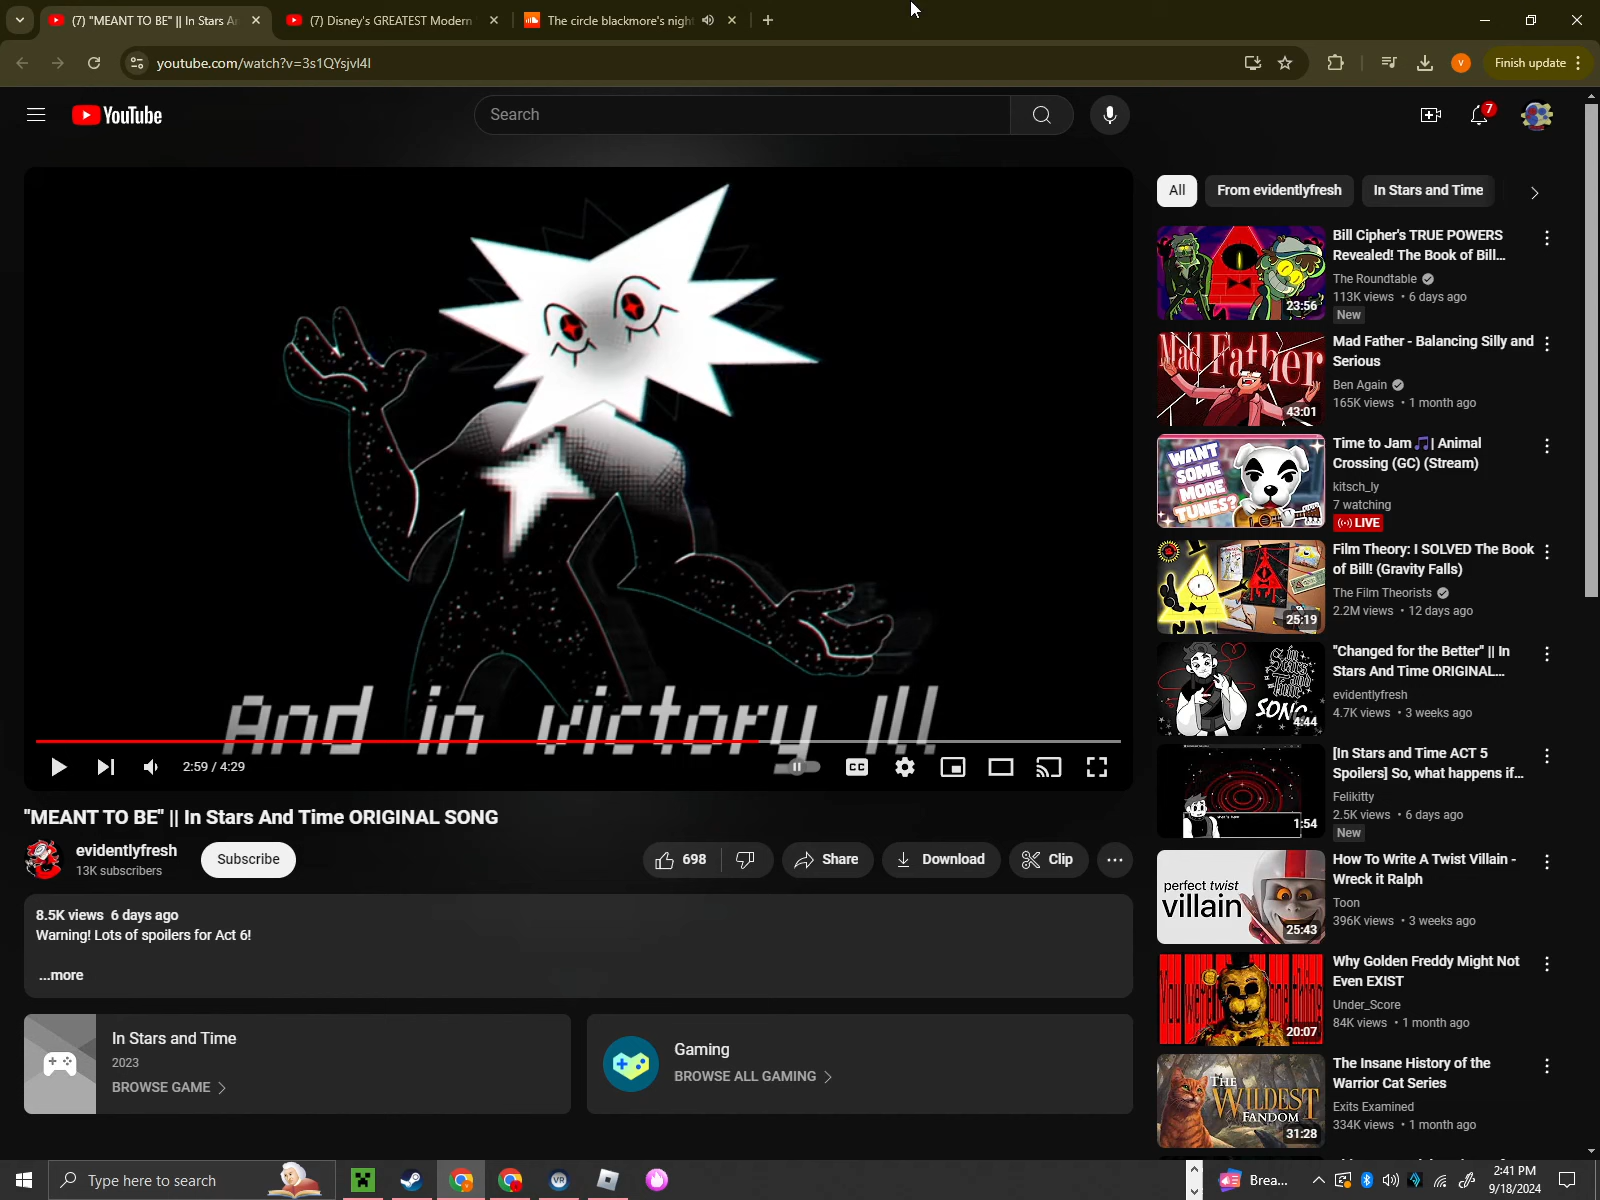 (7) "MEANT TO BE" || In Stars A
(7) Disney's GREATEST Modern
The circle blackmore's nigh
youtube.com/watch?v=3s1QYsjvl4I
V
Finish update
YouTube
Search
7
And in victory !!!
2:59 / 4:29
CC
"MEANT TO BE" || In Stars And Time ORIGINAL SONG
evidentlyfresh
13K subscribers
Subscribe
698
Share
Download
Clip
8.5K views 6 days ago
Warning! Lots of spoilers for Act 6!
...more
In Stars and Time
2023
BROWSE GAME
Gaming
BROWSE ALL GAMING
All
From evidentlyfresh
In Stars and Time
23:56
Bill Cipher's TRUE POWERS
Revealed! The Book of Bill...
The Roundtable
113K views • 6 days ago
New
Mad Father
43:01
Mad Father - Balancing Silly and
Serious
Ben Again
165K views • 1 month ago
WANT
SOME
MORE
TUNES?
Time to Jam🎵| Animal
Crossing (GC) (Stream)
kitsch_ly
7 watching
LIVE
25:19
Film Theory: I SOLVED The Book
of Bill! (Gravity Falls)
The Film Theorists
2.2M views • 12 days ago
In
Stars
and
Time
SONG
4:44
"Changed for the Better" || In
Stars And Time ORIGINAL...
evidentlyfresh
4.7K views • 3 weeks ago
1:54
[In Stars and Time ACT 5
Spoilers] So, what happens if...
Felikitty
2.5K views • 6 days ago
New
perfect twist
villain
25:43
How To Write A Twist Villain -
Wreck it Ralph
Toon
396K views • 3 weeks ago
20:07
Why Golden Freddy Might Not
Even EXIST
Under_Score
84K views • 1 month ago
THE
WILDEST
FANDOM
31:28
The Insane History of the
Warrior Cat Series
Exits Examined
334K views • 1 month ago
Type here to search
VR
Brea...
2:41 PM
9/18/2024